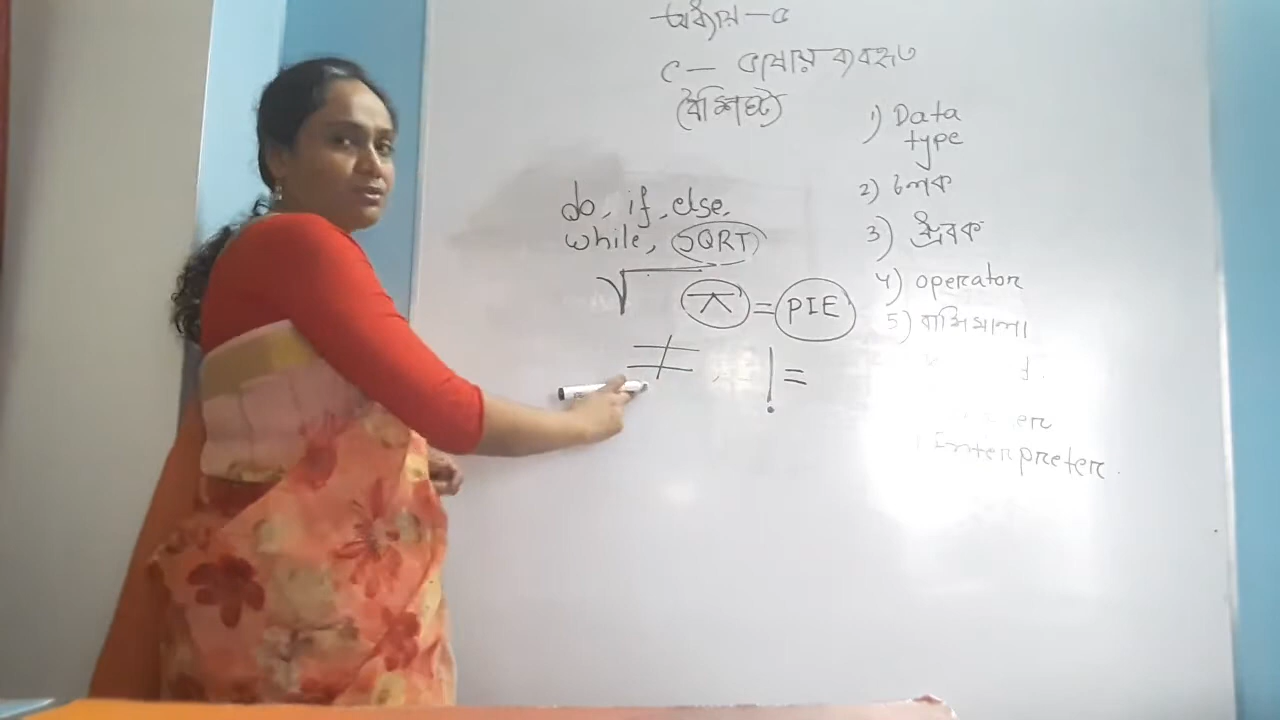 অধ্যায় – ৫
C – ভাষায় ব্যবহৃত
বৈশিষ্ট্য
1) Data
type
2) চলক
3) ধ্রুবক
4) operator
5) রাশিমালা
Interpreter
do, if, else,
while, SQRT
√
π = PIE
≠, !=